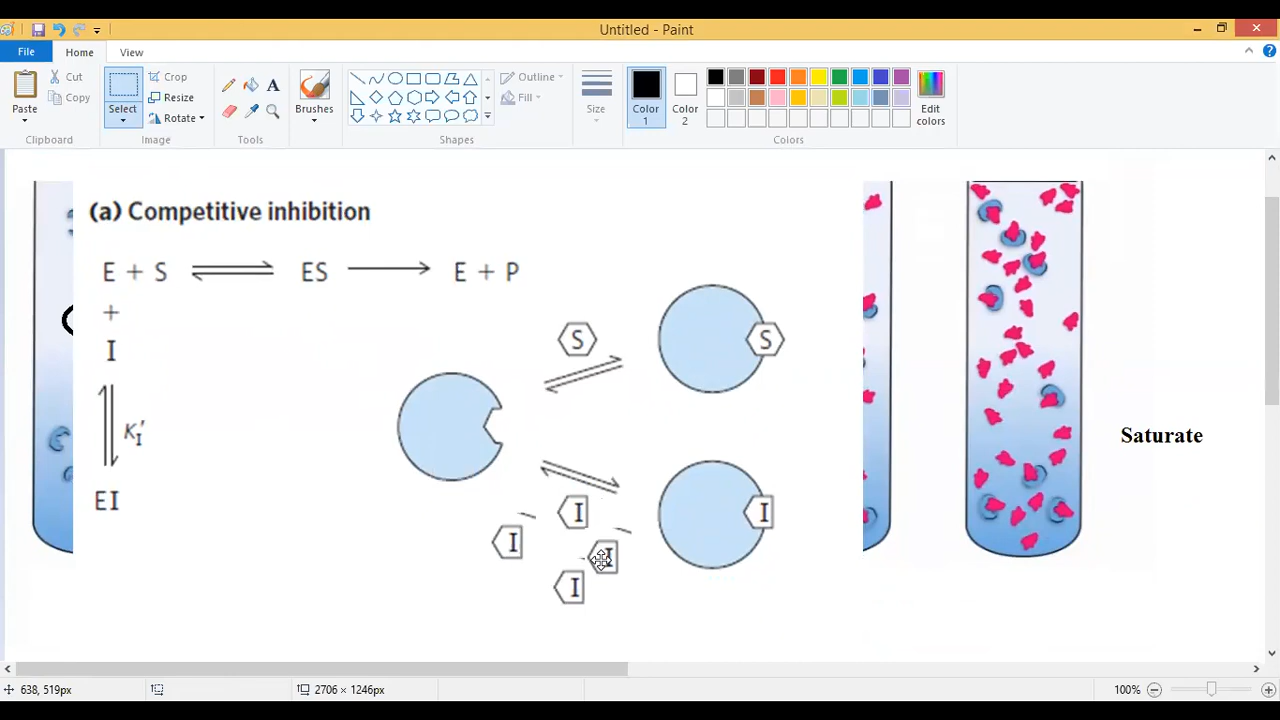 Untitled - Paint
File Home View
Paste
Cut
Copy
Clipboard
Select
Crop
Resize
Rotate
Image
A
Tools
Brushes
Outline
Fill
Shapes
Size
Color 1
Color 2
Edit colors
Colors
(a) Competitive inhibition
E + S ES E + P
+
I
K′I
EI
S S
I I
I
I
I
Saturate
638, 519px 2706 × 1246px 100%